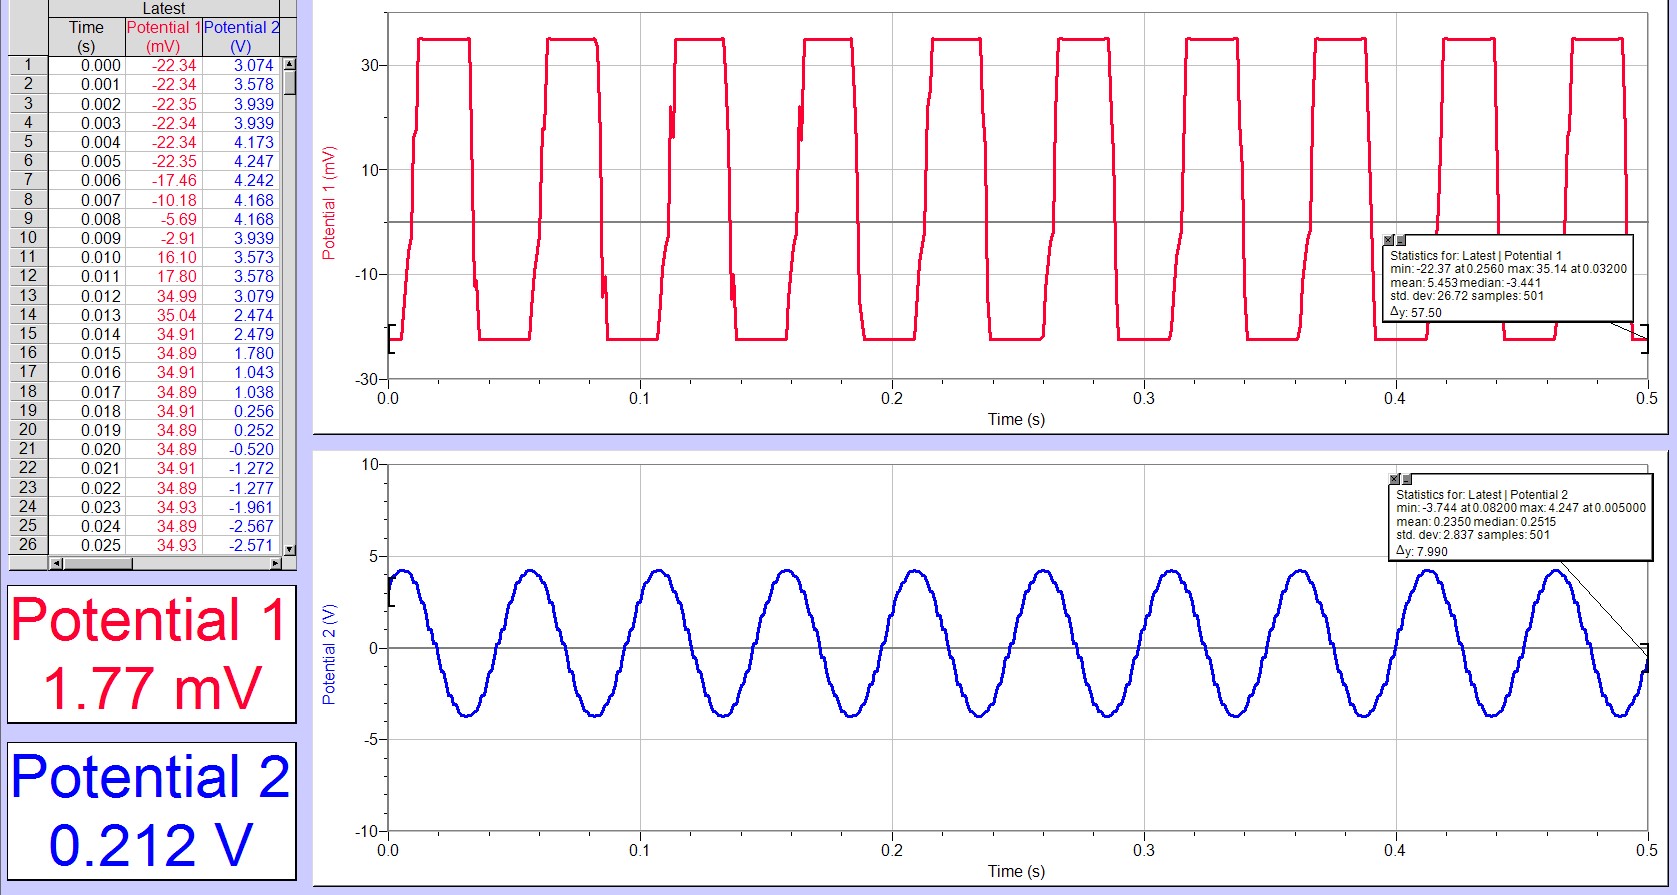 Latest
Time Potential 1 Potential 2
(s) (mV) (V)
1 0.000 -22.34 3.074
2 0.001 -22.34 3.578
3 0.002 -22.35 3.939
4 0.003 -22.34 3.939
5 0.004 -22.34 4.173
6 0.005 -22.35 4.247
7 0.006 -17.46 4.242
8 0.007 -10.18 4.168
9 0.008 -5.69 4.168
10 0.009 -2.91 3.939
11 0.010 16.10 3.573
12 0.011 17.80 3.578
13 0.012 34.99 3.079
14 0.013 35.04 2.474
15 0.014 34.91 2.479
16 0.015 34.89 1.780
17 0.016 34.91 1.043
18 0.017 34.89 1.038
19 0.018 34.91 0.256
20 0.019 34.89 0.252
21 0.020 34.89 -0.520
22 0.021 34.91 -1.272
23 0.022 34.89 -1.277
24 0.023 34.93 -1.961
25 0.024 34.89 -2.567
26 0.025 34.93 -2.571
Potential 1
1.77 mV
Potential 2
0.212 V
Potential 1 (mV)
30
10
-10
-30
0.0 0.1 0.2 0.3 0.4 0.5
Time (s)
Statistics for: Latest | Potential 1
min: -22.37 at 0.2560 max: 35.14 at 0.03200
mean: 5.453 median: -3.441
std. dev: 26.72 samples: 501
Δy: 57.50
Potential 2 (V)
10
5
0
-5
-10
0.0 0.1 0.2 0.3 0.4 0.5
Time (s)
Statistics for: Latest | Potential 2
min: -3.744 at 0.08200 max: 4.247 at 0.005000
mean: 0.2350 median: 0.2515
std. dev: 2.837 samples: 501
Δy: 7.990